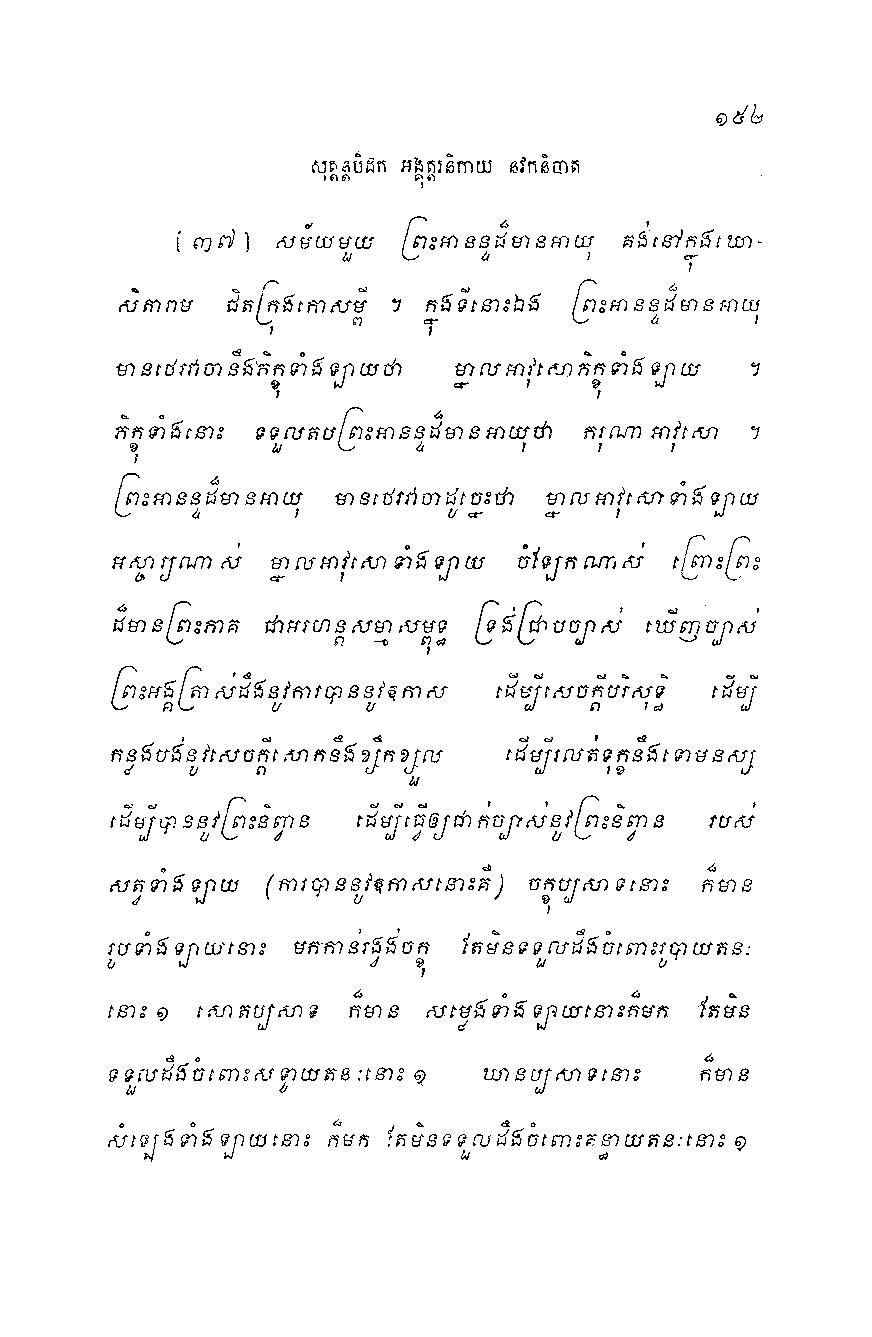 ១៥២
សុត្តន្តបិដក អង្គុត្តរនិកាយ នវកនិបាត
(៣៧) សម័យមួយ ព្រះអានន្ទដ៏មានអាយុ គង់នៅក្នុងឃោ-
សិតារាម ជិតក្រុងកោសម្ពី ។ ក្នុងទីនោះឯង ព្រះអានន្ទដ៏មានអាយុ
មានថេរវាចានឹងភិក្ខុទាំងឡាយថា ម្នាលអាវុសោភិក្ខុទាំងឡាយ ។
ភិក្ខុទាំងនោះ ទទួលតបព្រះអានន្ទដ៏មានអាយុថា ករុណា អាវុសោ ។
ព្រះអានន្ទដ៏មានអាយុ មានថេរវាចាដូច្នេះថា ម្នាលអាវុសោទាំងឡាយ
អស្ចារ្យណាស់ ម្នាលអាវុសោទាំងឡាយ ចំឡែកណាស់ ព្រោះព្រះ
ដ៏មានព្រះភាគ ជាអរហន្តសម្មាសម្ពុទ្ធ ទ្រង់ជ្រាបច្បាស់ ឃើញច្បាស់
ព្រះអង្គត្រាស់ដឹងនូវការបាននូវឧកាស ដើម្បីសេចក្តីបរិសុទ្ធិ ដើម្បី
កន្លងបង់នូវសេចក្តីសោកនឹងខ្សឹកខ្សួល ដើម្បីរលត់ទុក្ខនឹងទោមនស្ស
ដើម្បីបាននូវព្រះនិព្វាន ដើម្បីធ្វើឲ្យជាក់ច្បាស់នូវព្រះនិព្វាន របស់
សត្វទាំងឡាយ (ការបាននូវឧកាសនោះគឺ) ចក្ខុប្បសាទនោះ ក៏មាន
រូបទាំងឡាយនោះ មកកាន់រង្វង់ចក្ខុ តែមិនទទួលដឹងចំពោះរូបាយតនៈ
នោះ ១ សោតប្បសាទ ក៏មាន សម្លេងទាំងឡាយនោះក៏មក តែមិន
ទទួលដឹងចំពោះសទ្ទាយតនៈនោះ ១ ឃានប្បសាទនោះ ក៏មាន
សំឡេងទាំងឡាយនោះ ក៏មក តែមិនទទួលដឹងចំពោះគន្ធាយតនៈនោះ ១